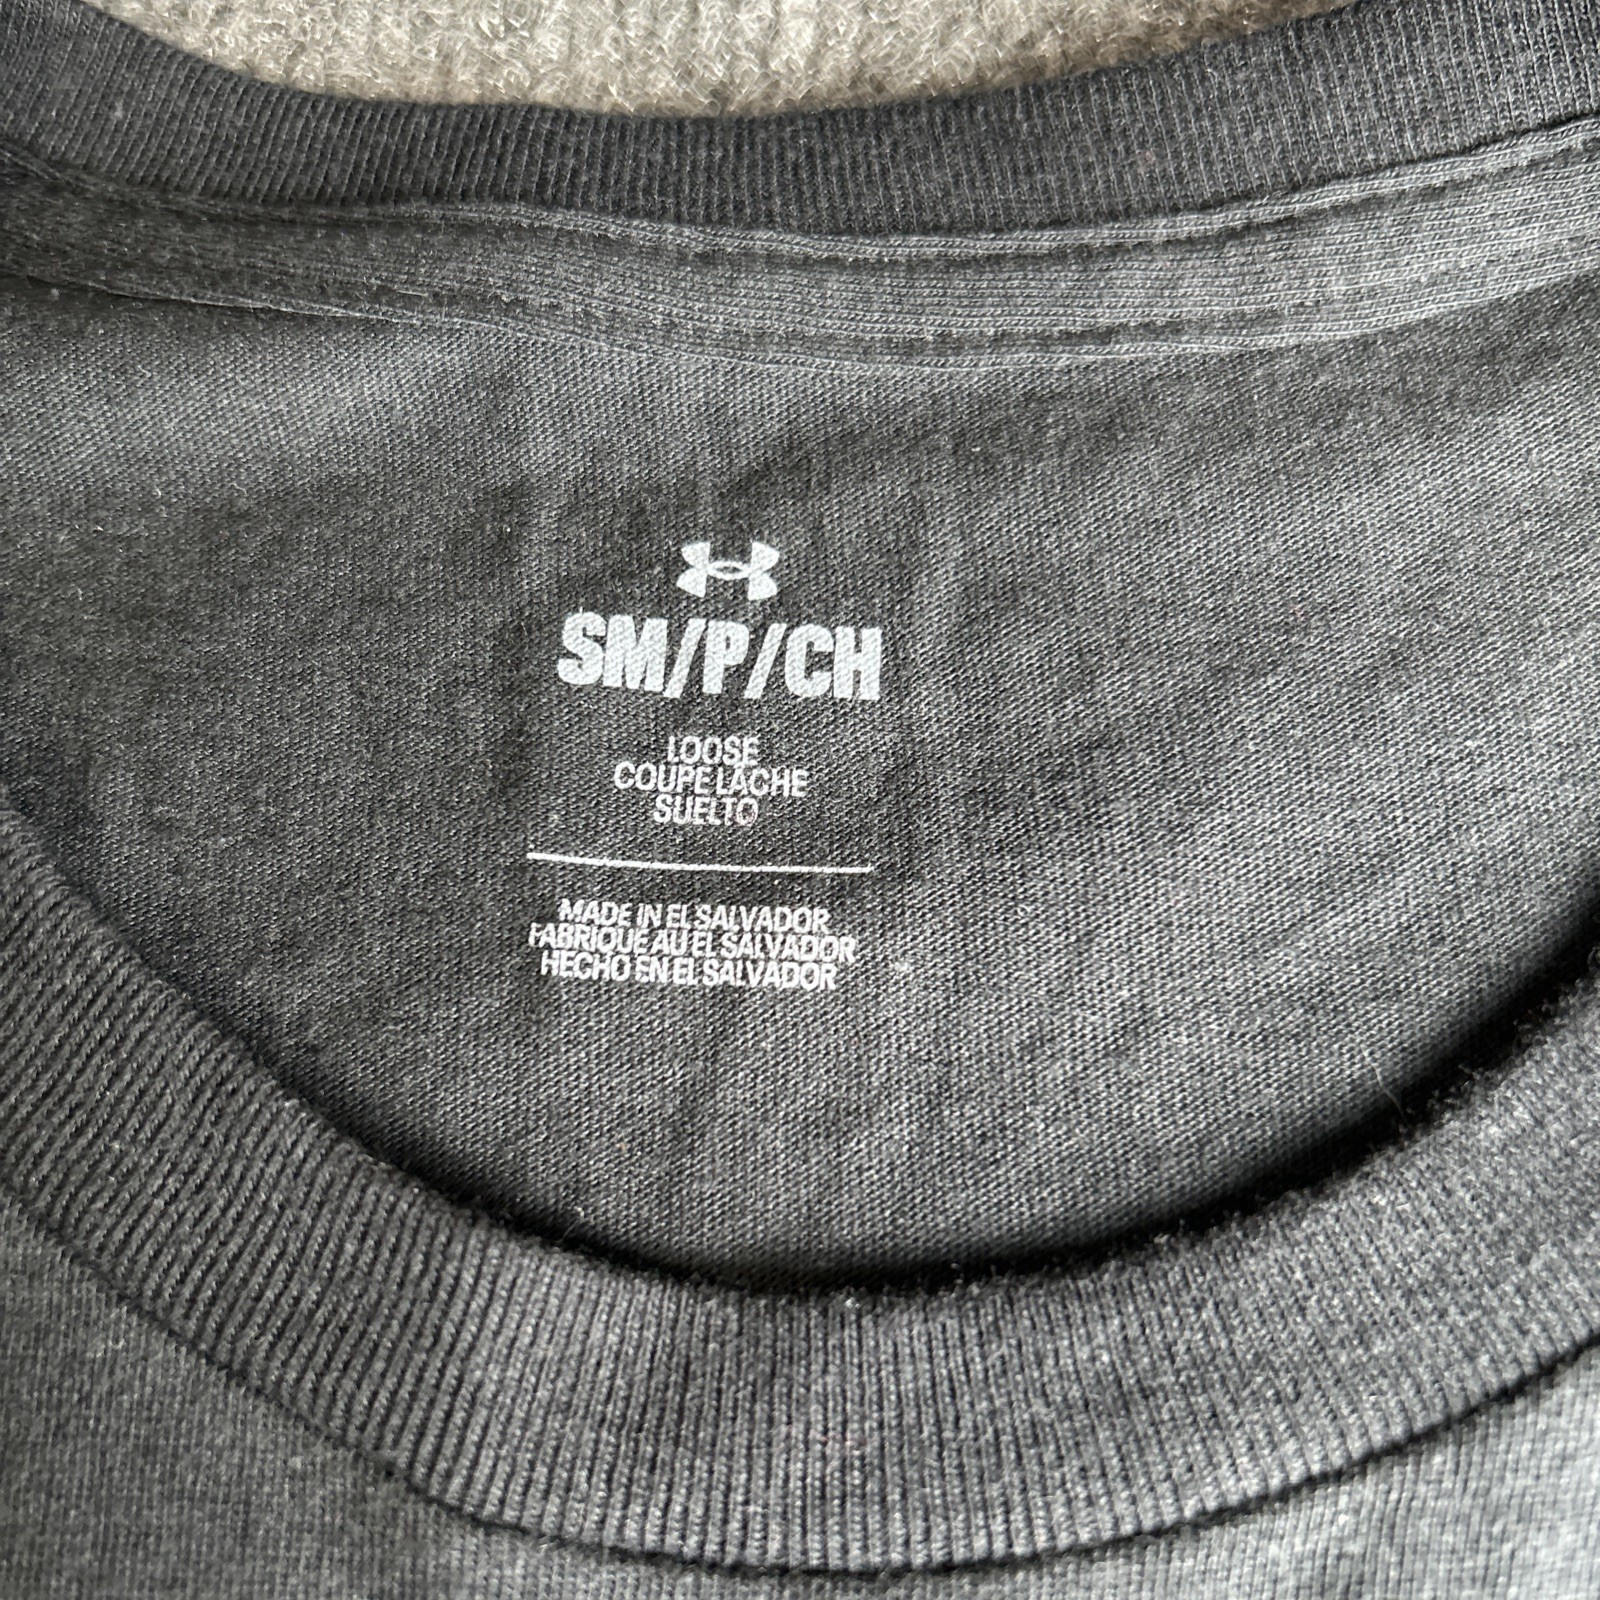 SM/P/CH
LOOSE
COUPE LACHE
SUELTO
MADE IN EL SALVADOR
FABRIQUE AU EL SALVADOR
HECHO EN EL SALVADOR